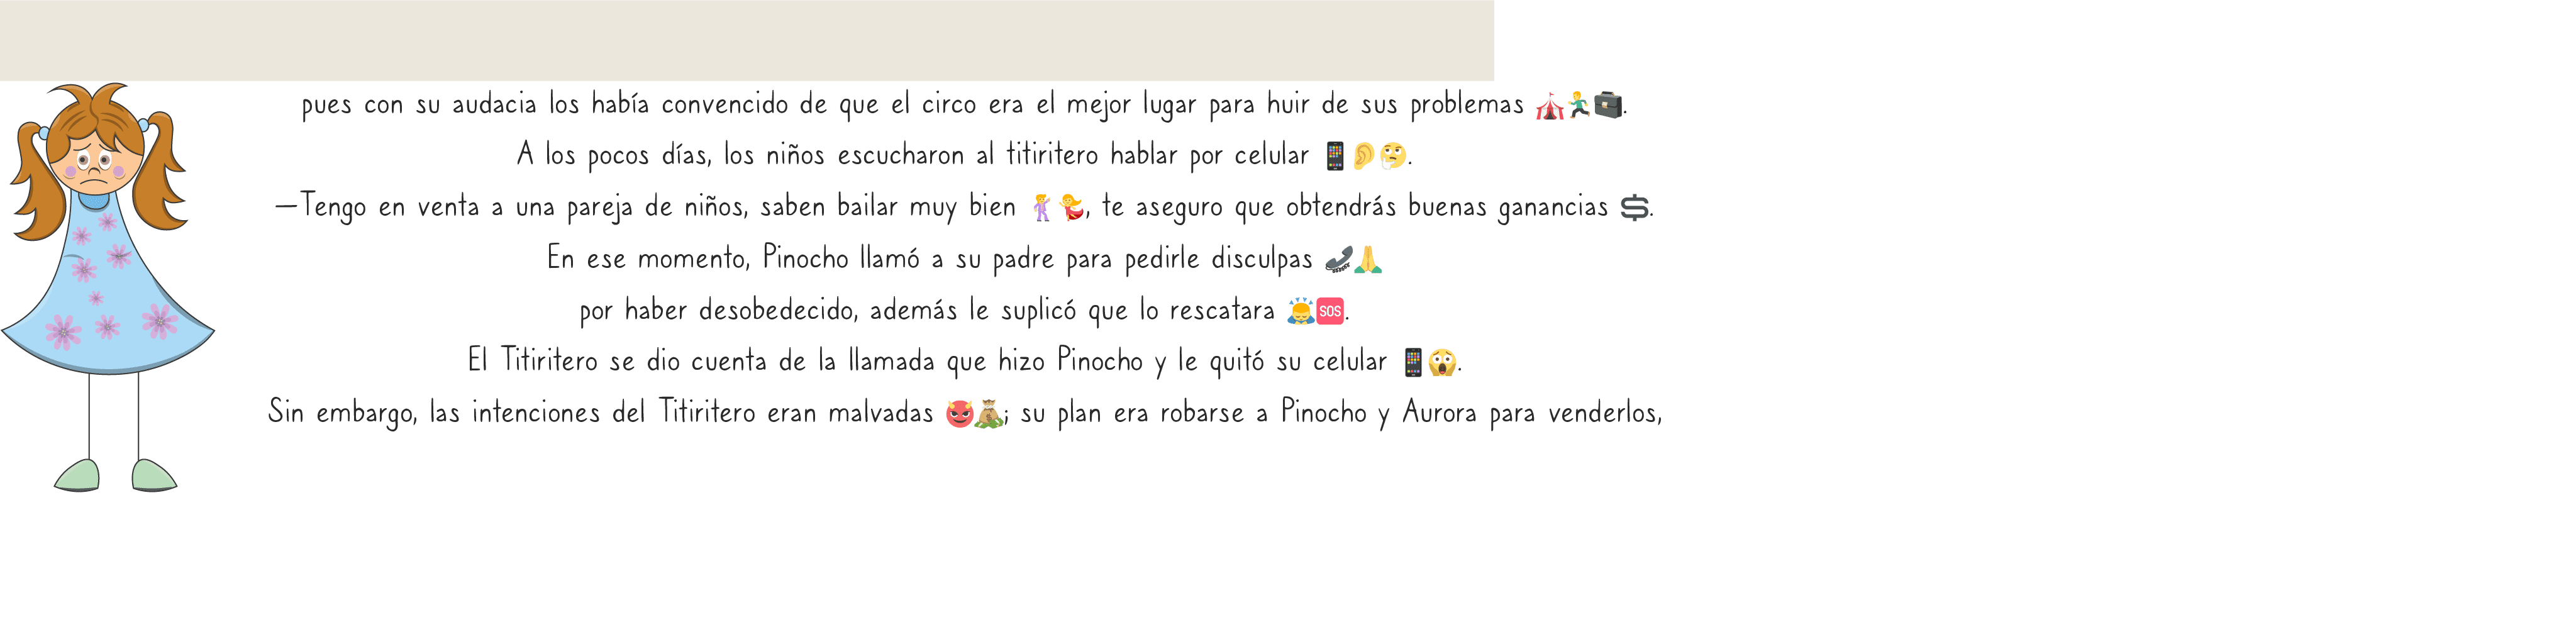 pues con su audacia los había convencido de que el circo era el mejor lugar para huir de sus problemas 🎪🏃‍♂️💼.
A los pocos días, los niños escucharon al titiritero hablar por celular 📱👂🤔.
—Tengo en venta a una pareja de niños, saben bailar muy bien 🕺💃, te aseguro que obtendrás buenas ganancias 💲.
En ese momento, Pinocho llamó a su padre para pedirle disculpas 📞🙏
por haber desobedecido, además le suplicó que lo rescatara 🙇🆘.
El Titiritero se dio cuenta de la llamada que hizo Pinocho y le quitó su celular 📱😱.
Sin embargo, las intenciones del Titiritero eran malvadas 😈💰; su plan era robarse a Pinocho y Aurora para venderlos,